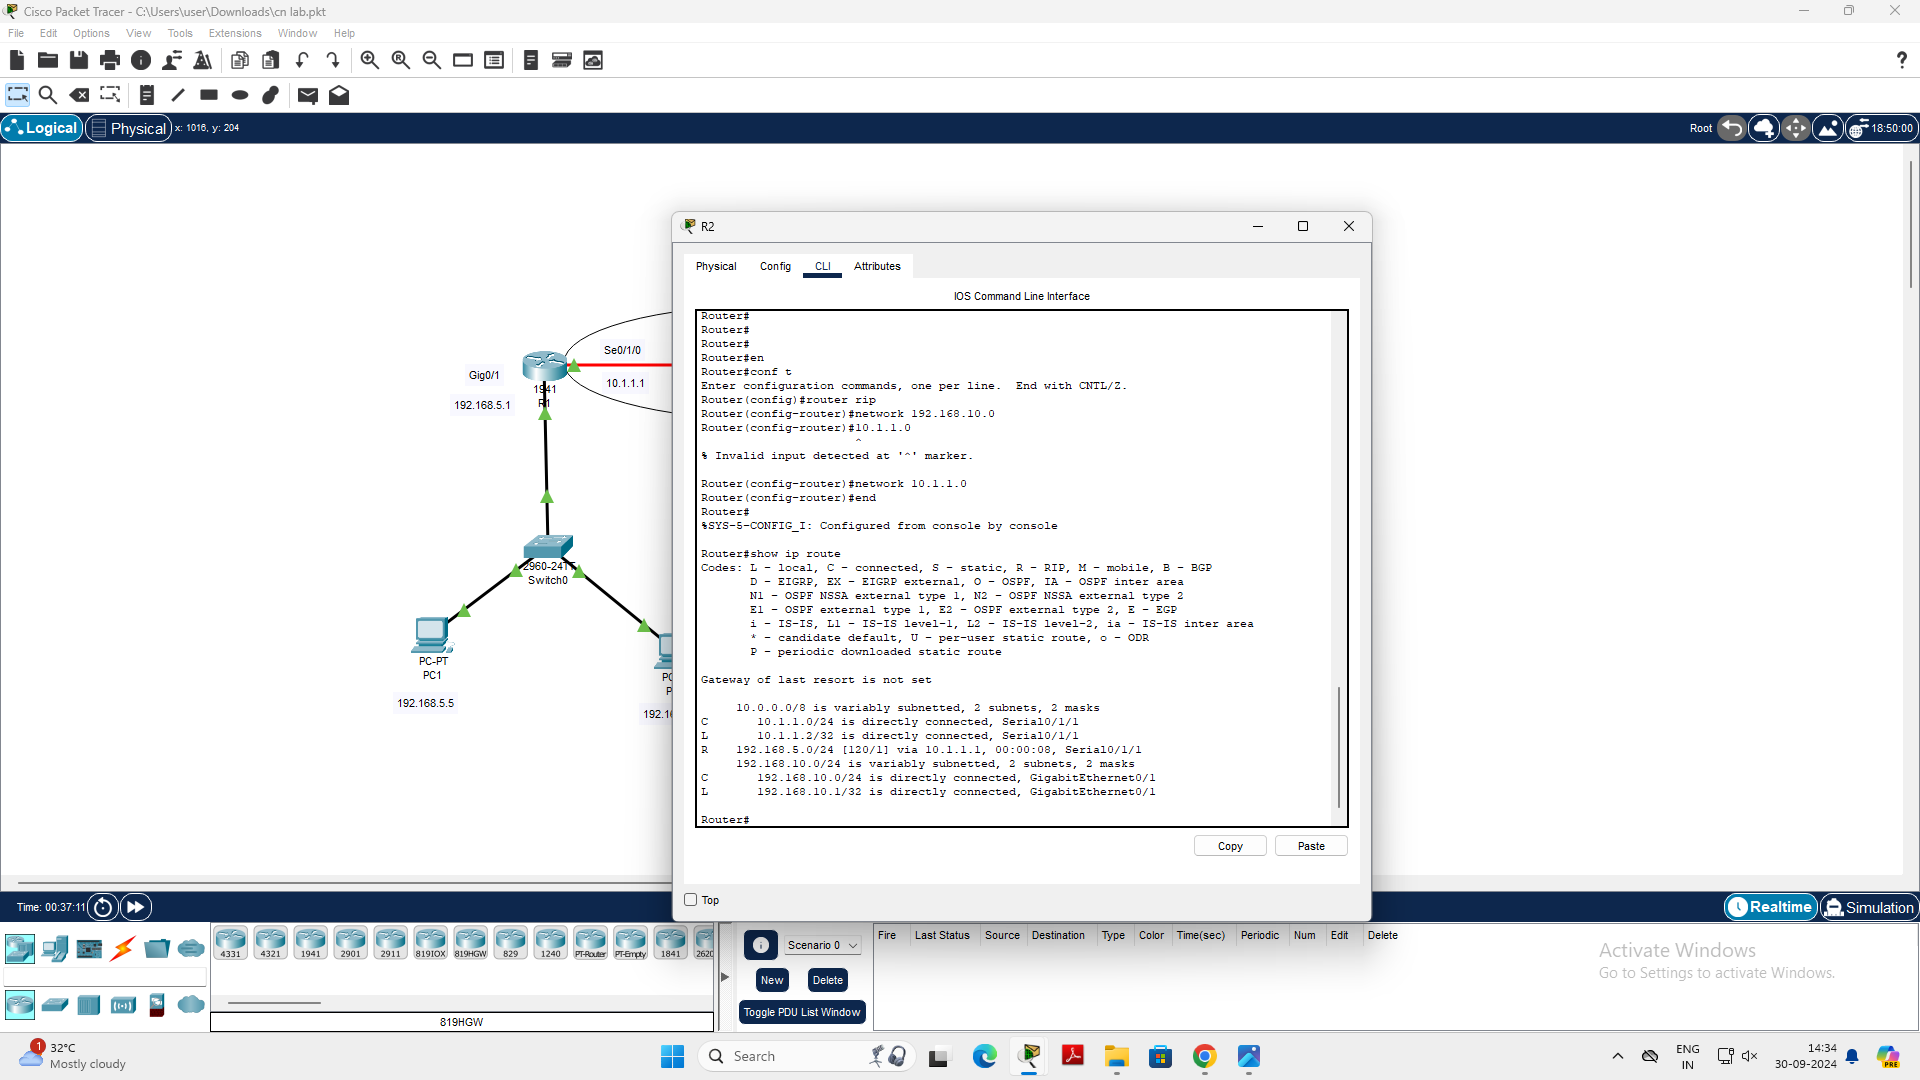 Cisco Packet Tracer - C:\Users\user\Downloads\cn lab.pkt
File Edit Options View Tools Extensions Window Help
Logical Physical x: 1016, y: 204 Root 18:50:00
R2
Physical Config CLI Attributes
IOS Command Line Interface
Router#
Router#
Router#
Router#en
Router#conf t
Enter configuration commands, one per line. End with CNTL/Z.
Router(config)#router rip
Router(config-router)#network 192.168.10.0
Router(config-router)#10.1.1.0
^
% Invalid input detected at '^' marker.
Router(config-router)#network 10.1.1.0
Router(config-router)#end
Router#
%SYS-5-CONFIG_I: Configured from console by console
Router#show ip route
Codes: L - local, C - connected, S - static, R - RIP, M - mobile, B - BGP
D - EIGRP, EX - EIGRP external, O - OSPF, IA - OSPF inter area
N1 - OSPF NSSA external type 1, N2 - OSPF NSSA external type 2
E1 - OSPF external type 1, E2 - OSPF external type 2, E - EGP
i - IS-IS, L1 - IS-IS level-1, L2 - IS-IS level-2, ia - IS-IS inter area
* - candidate default, U - per-user static route, o - ODR
P - periodic downloaded static route
Gateway of last resort is not set
10.0.0.0/8 is variably subnetted, 2 subnets, 2 masks
C 10.1.1.0/24 is directly connected, Serial0/1/1
L 10.1.1.2/32 is directly connected, Serial0/1/1
R 192.168.5.0/24 [120/1] via 10.1.1.1, 00:00:08, Serial0/1/1
192.168.10.0/24 is variably subnetted, 2 subnets, 2 masks
C 192.168.10.0/24 is directly connected, GigabitEthernet0/1
L 192.168.10.1/32 is directly connected, GigabitEthernet0/1
Router#
Copy Paste
Top
Se0/1/0
Gig0/1
10.1.1.1
1941
R1
192.168.5.1
2960-24TT
Switch0
PC-PT
PC1
192.168.5.5
PC
P
192.1
Time: 00:37:11 Realtime Simulation
4331 4321 1941 2901 2911 819IOX 819HGW 829 1240 PT-Router PT-Empty 1841 2620
819HGW
Scenario 0
New Delete
Toggle PDU List Window
Fire Last Status Source Destination Type Color Time(sec) Periodic Num Edit Delete
Activate Windows
Go to Settings to activate Windows.
1
32°C
Mostly cloudy
Search
ENG
IN
14:34
30-09-2024
PRE